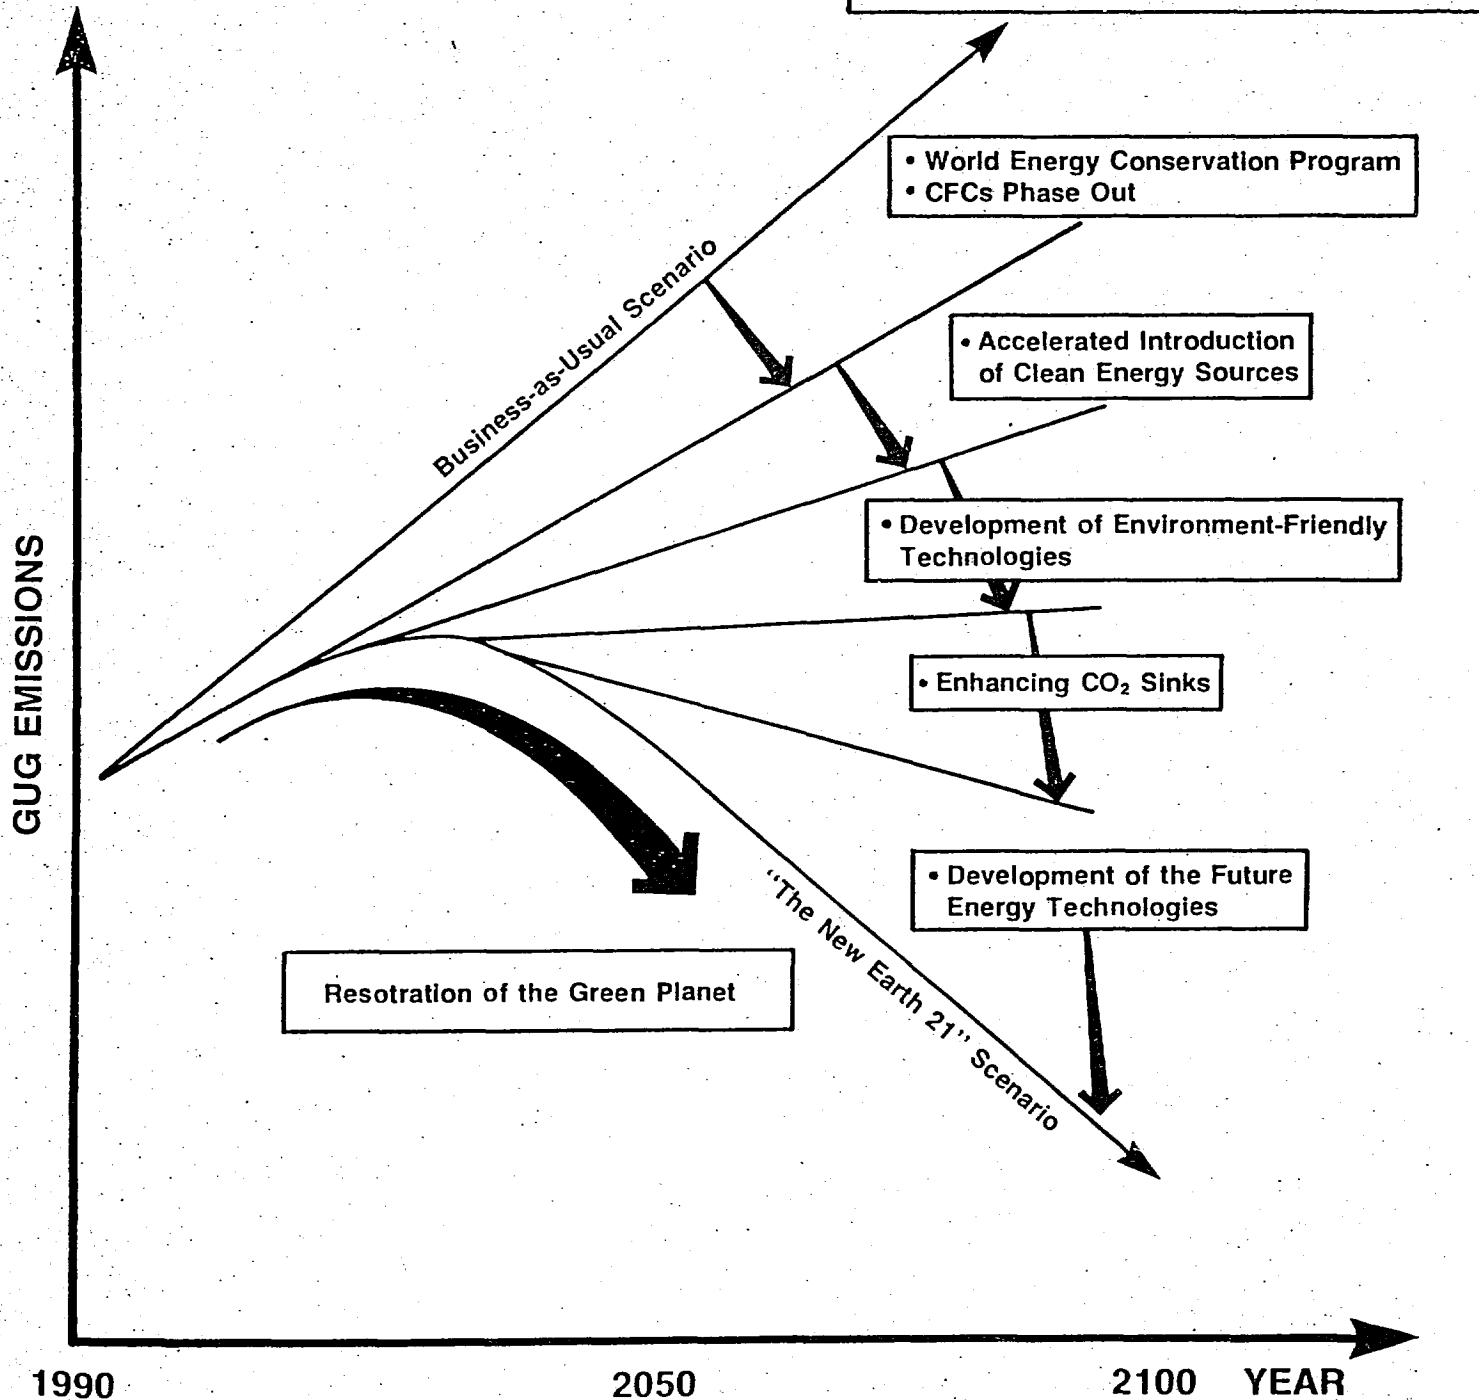 • World Energy Conservation Program
• CFCs Phase Out
Business-as-Usual Scenario
• Accelerated Introduction
of Clean Energy Sources
• Development of Environment-Friendly
Technologies
GUG EMISSIONS
• Enhancing CO₂ Sinks
• Development of the Future
Energy Technologies
"The New Earth 21" Scenario
Resotration of the Green Planet
1990
2050
2100
YEAR